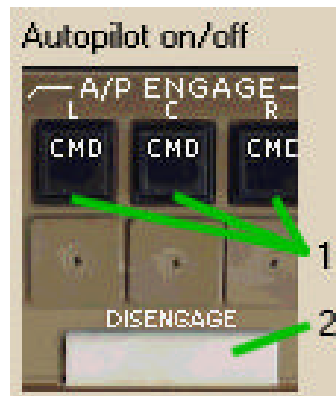 Autopilot on/off
A/P ENGAGE
L C R
CMD CMD CMD
1
DISENGAGE
2